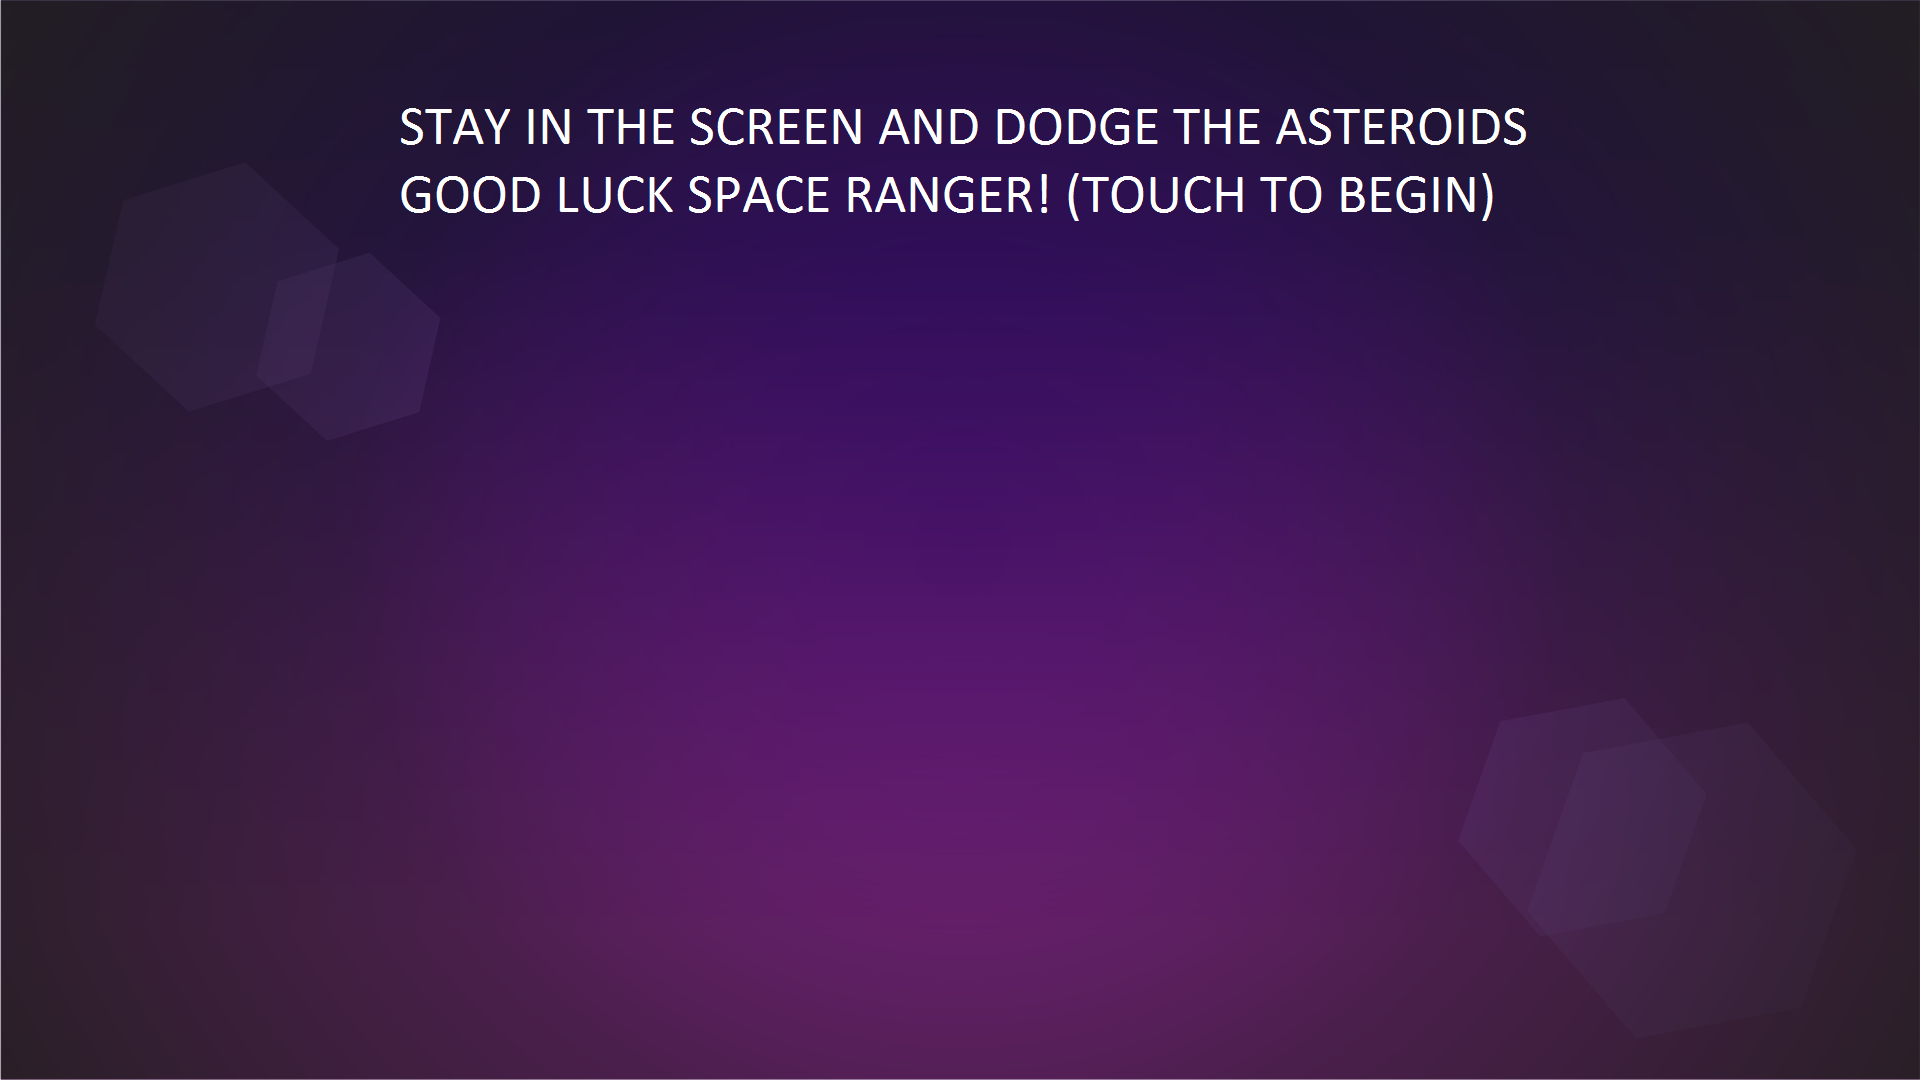 STAY IN THE SCREEN AND DODGE THE ASTEROIDS
GOOD LUCK SPACE RANGER! (TOUCH TO BEGIN)